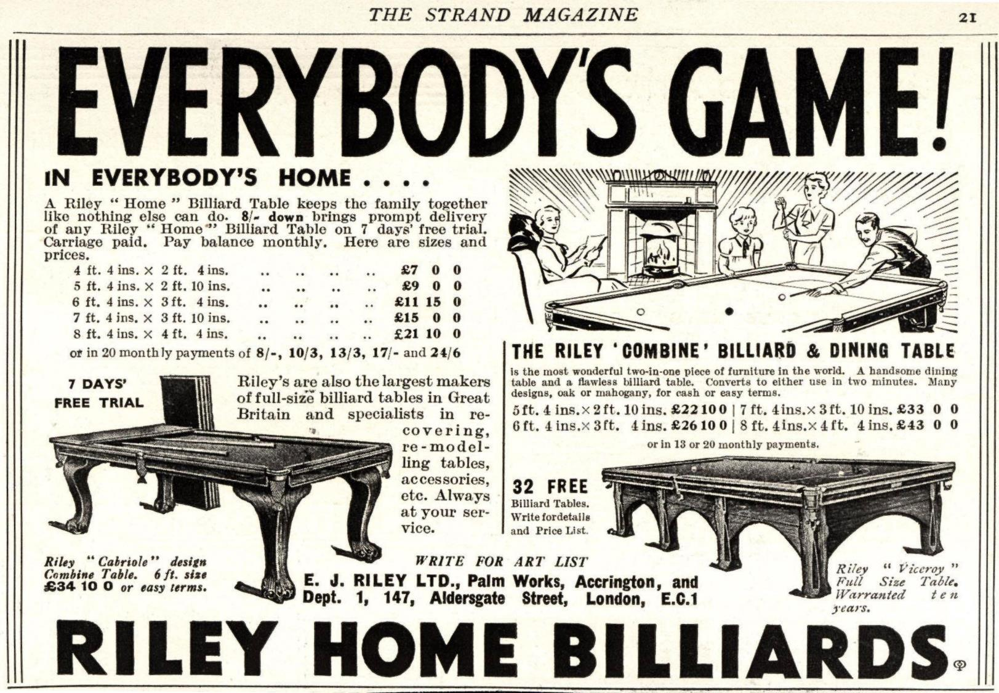 THE STRAND MAGAZINE
21
EVERYBODY'S GAME!
IN EVERYBODY'S HOME . . . .
A Riley “ Home ” Billiard Table keeps the family together
like nothing else can do. 8/- down brings prompt delivery
of any Riley “ Home ” Billiard Table on 7 days' free trial.
Carriage paid. Pay balance monthly. Here are sizes and
prices.
4 ft. 4 ins. × 2 ft. 4 ins. .. .. .. .. £7 0 0
5 ft. 4 ins. × 2 ft. 10 ins. .. .. .. .. £9 0 0
6 ft. 4 ins. × 3 ft. 4 ins. .. .. .. .. £11 15 0
7 ft. 4 ins. × 3 ft. 10 ins. .. .. .. .. £15 0 0
8 ft. 4 ins. × 4 ft. 4 ins. .. .. .. .. £21 10 0
or in 20 monthly payments of 8/-, 10/3, 13/3, 17/- and 24/6
7 DAYS'
FREE TRIAL
Riley's are also the largest makers
of full-size billiard tables in Great
Britain and specialists in re-
covering,
re-model-
ling tables,
accessories,
etc. Always
at your ser-
vice.
Riley “ Cabriole ” design
Combine Table. 6 ft. size
£34 10 0 or easy terms.
THE RILEY ‘COMBINE’ BILLIARD & DINING TABLE
is the most wonderful two-in-one piece of furniture in the world. A handsome dining
table and a flawless billiard table. Converts to either use in two minutes. Many
designs, oak or mahogany, for cash or easy terms.
5 ft. 4 ins. × 2 ft. 10 ins. £22 10 0 | 7 ft. 4 ins. × 3 ft. 10 ins. £33 0 0
6 ft. 4 ins. × 3 ft. 4 ins. £26 10 0 | 8 ft. 4 ins. × 4 ft. 4 ins. £43 0 0
or in 13 or 20 monthly payments.
32 FREE
Billiard Tables.
Write for details
and Price List.
Riley “ Viceroy ”
Full Size Table.
Warranted ten
years.
WRITE FOR ART LIST
E. J. RILEY LTD., Palm Works, Accrington, and
Dept. 1, 147, Aldersgate Street, London, E.C.1
RILEY HOME BILLIARDS.